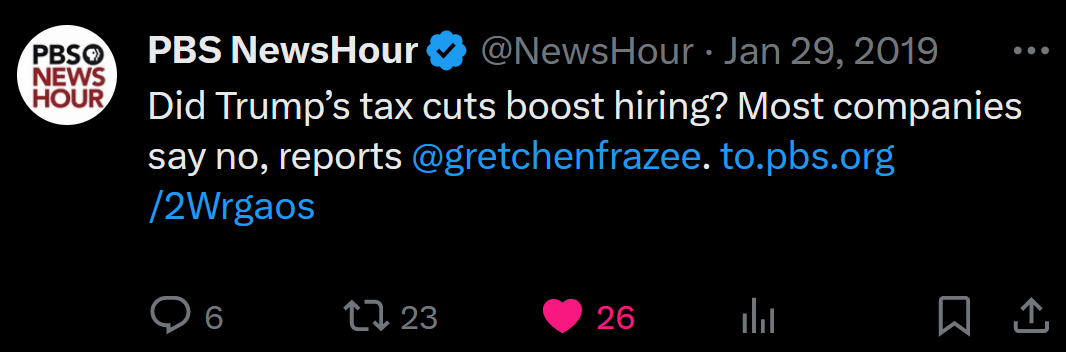 PBS
NEWS
HOUR
PBS NewsHour @NewsHour · Jan 29, 2019
Did Trump’s tax cuts boost hiring? Most companies
say no, reports @gretchenfrazee. to.pbs.org
/2Wrgaos
6 23 26